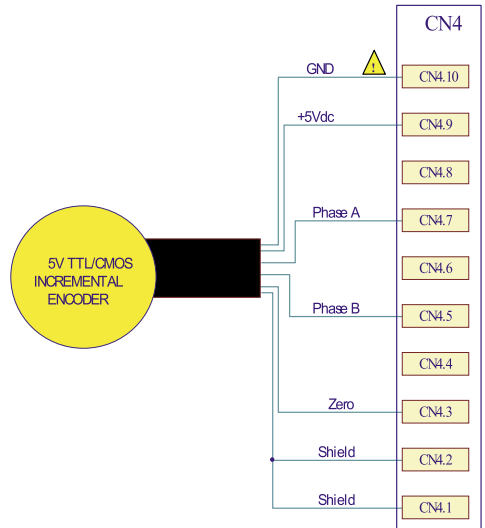 CN4
GND
!
CN4.10
+5Vdc
CN4.9
CN4.8
Phase A
CN4.7
5V TTL/CMOS
INCREMENTAL
ENCODER
CN4.6
Phase B
CN4.5
CN4.4
Zero
CN4.3
Shield
CN4.2
Shield
CN4.1